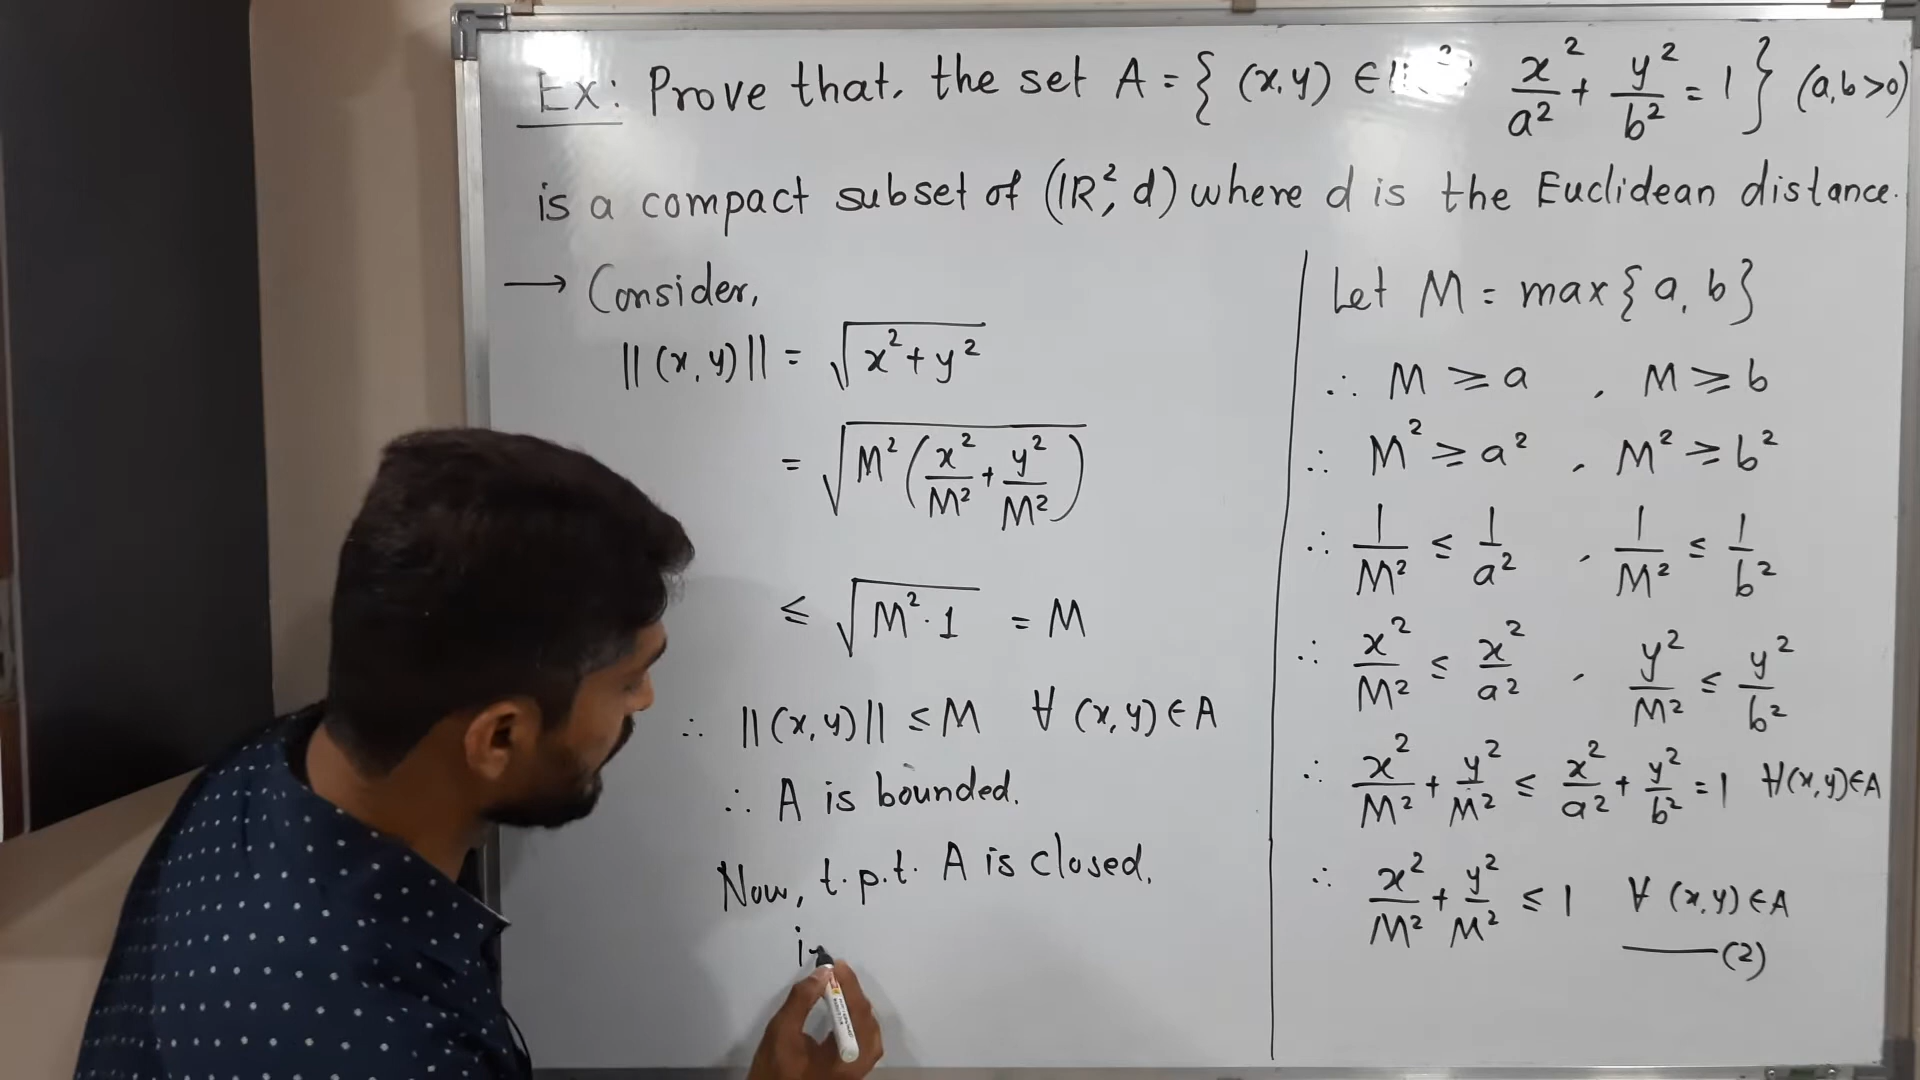 Ex: Prove that, the set A = { (x,y) ∈ x²/a² + y²/b² = 1 } (a,b >0)
is a compact subset of (IR², d) where d is the Euclidean distance.
→ Consider,
||(x,y)|| = √(x²+y²)
= √(M²(x²/M² + y²/M²))
≤ √(M²·1) = M
∴ ||(x,y)|| ≤ M ∀ (x,y) ∈ A
∴ A is bounded.
Now, t.p.t. A is closed.
Let M = max{a, b}
∴ M ≥ a , M ≥ b
∴ M² ≥ a² , M² ≥ b²
∴ 1/M² ≤ 1/a² , 1/M² ≤ 1/b²
∴ x²/M² ≤ x²/a² , y²/M² ≤ y²/b²
∴ x²/M² + y²/M² ≤ x²/a² + y²/b² = 1 ∀(x,y)∈A
∴ x²/M² + y²/M² ≤ 1 ∀ (x,y) ∈ A
—(2)